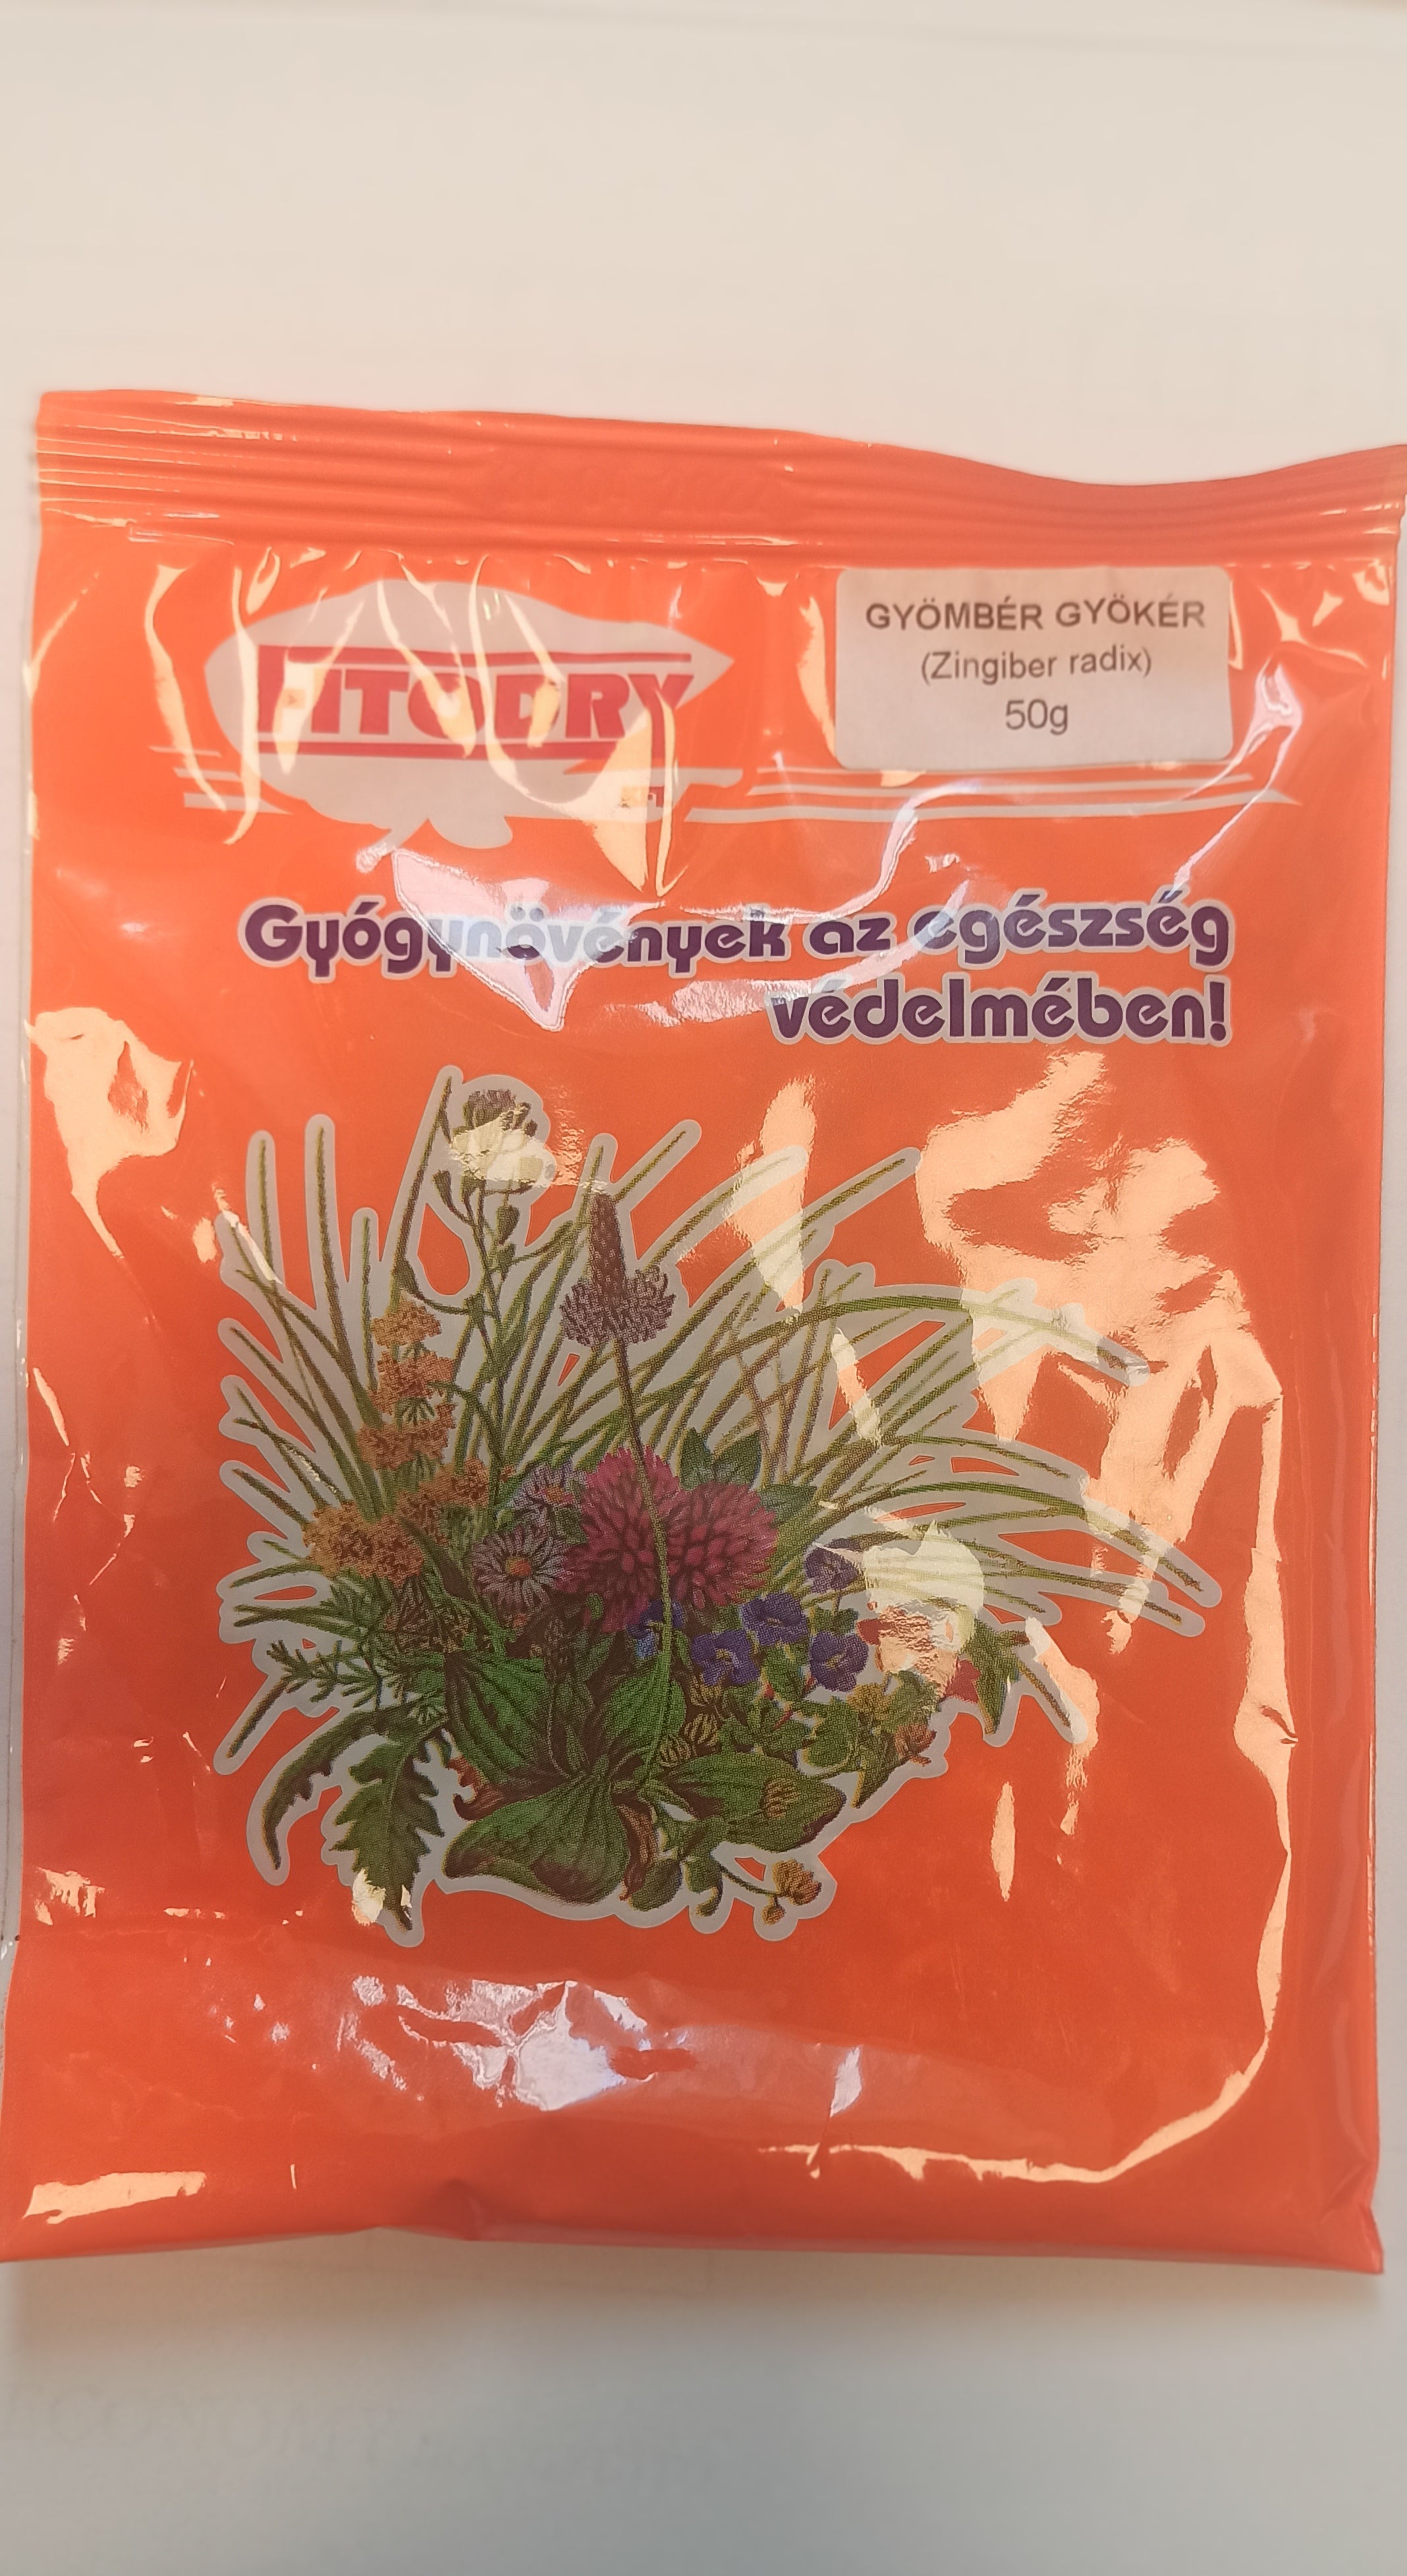 FITODRY
GYÖMBÉR GYÖKÉR
(Zingiber radix)
50g
Gyógynövények az egészség
védelmében!